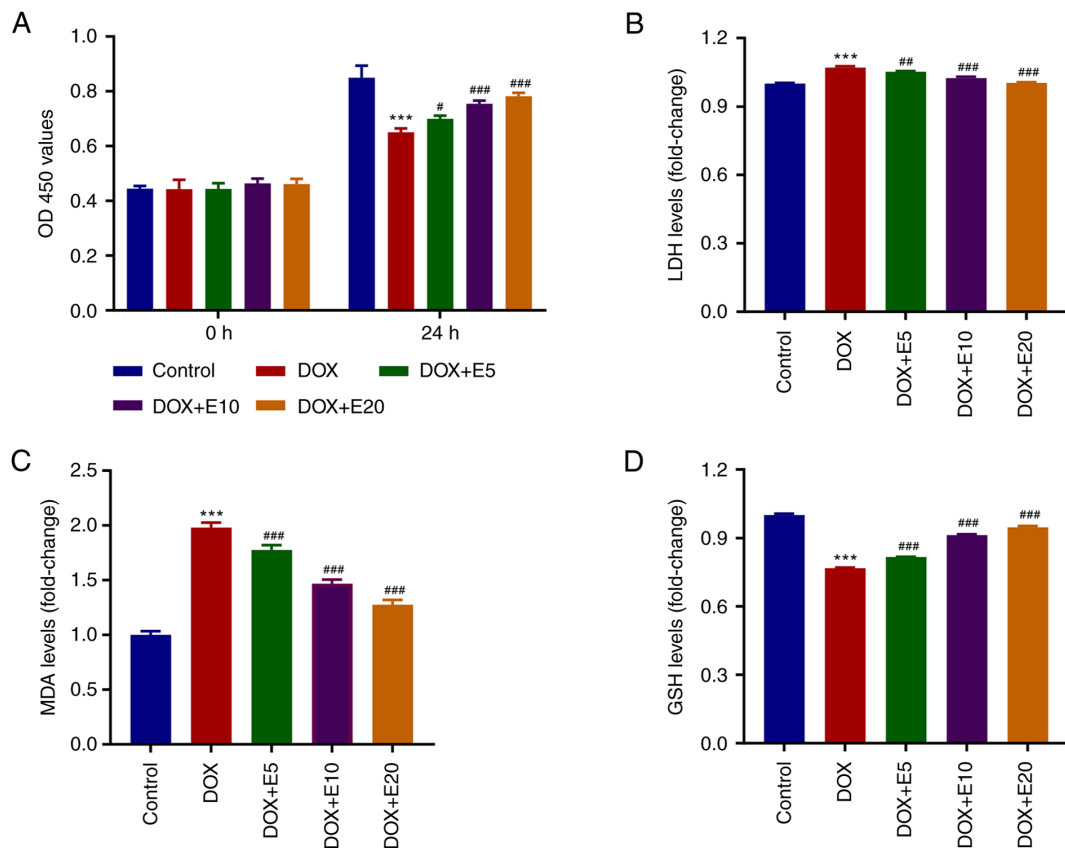 A
OD 450 values
1.0
0.8
0.6
0.4
0.2
0.0
***
#
###
###
0 h
24 h
Control
DOX
DOX+E5
DOX+E10
DOX+E20
B
LDH levels (fold-change)
1.2
0.9
0.6
0.3
0.0
***
##
###
###
Control
DOX
DOX+E5
DOX+E10
DOX+E20
C
MDA levels (fold-change)
2.5
2.0
1.5
1.0
0.5
0.0
***
###
###
###
Control
DOX
DOX+E5
DOX+E10
DOX+E20
D
GSH levels (fold-change)
1.2
0.9
0.6
0.3
0.0
***
###
###
###
Control
DOX
DOX+E5
DOX+E10
DOX+E20